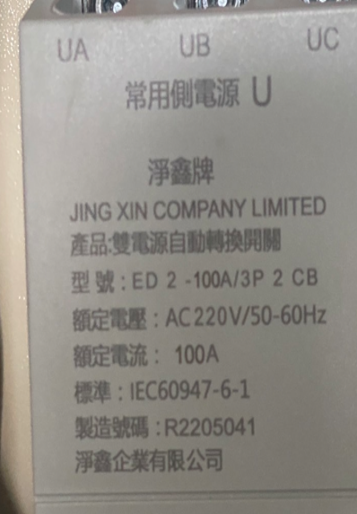 UA UB UC
常用側電源 U
淨鑫牌
JING XIN COMPANY LIMITED
產品:雙電源自動轉換開關
型號:ED 2 -100A/3P 2 CB
額定電壓:AC220V/50-60Hz
額定電流: 100A
標準:IEC60947-6-1
製造號碼:R2205041
淨鑫企業有限公司